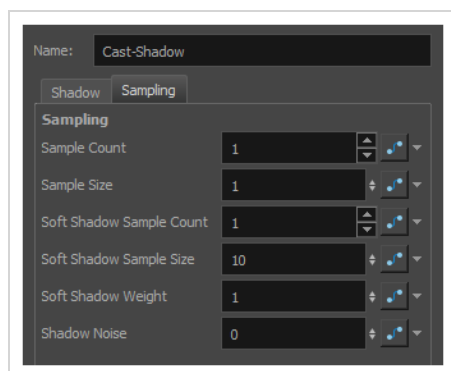 Name: Cast-Shadow
Shadow Sampling
Sampling
Sample Count 1
Sample Size 1
Soft Shadow Sample Count 1
Soft Shadow Sample Size 10
Soft Shadow Weight 1
Shadow Noise 0